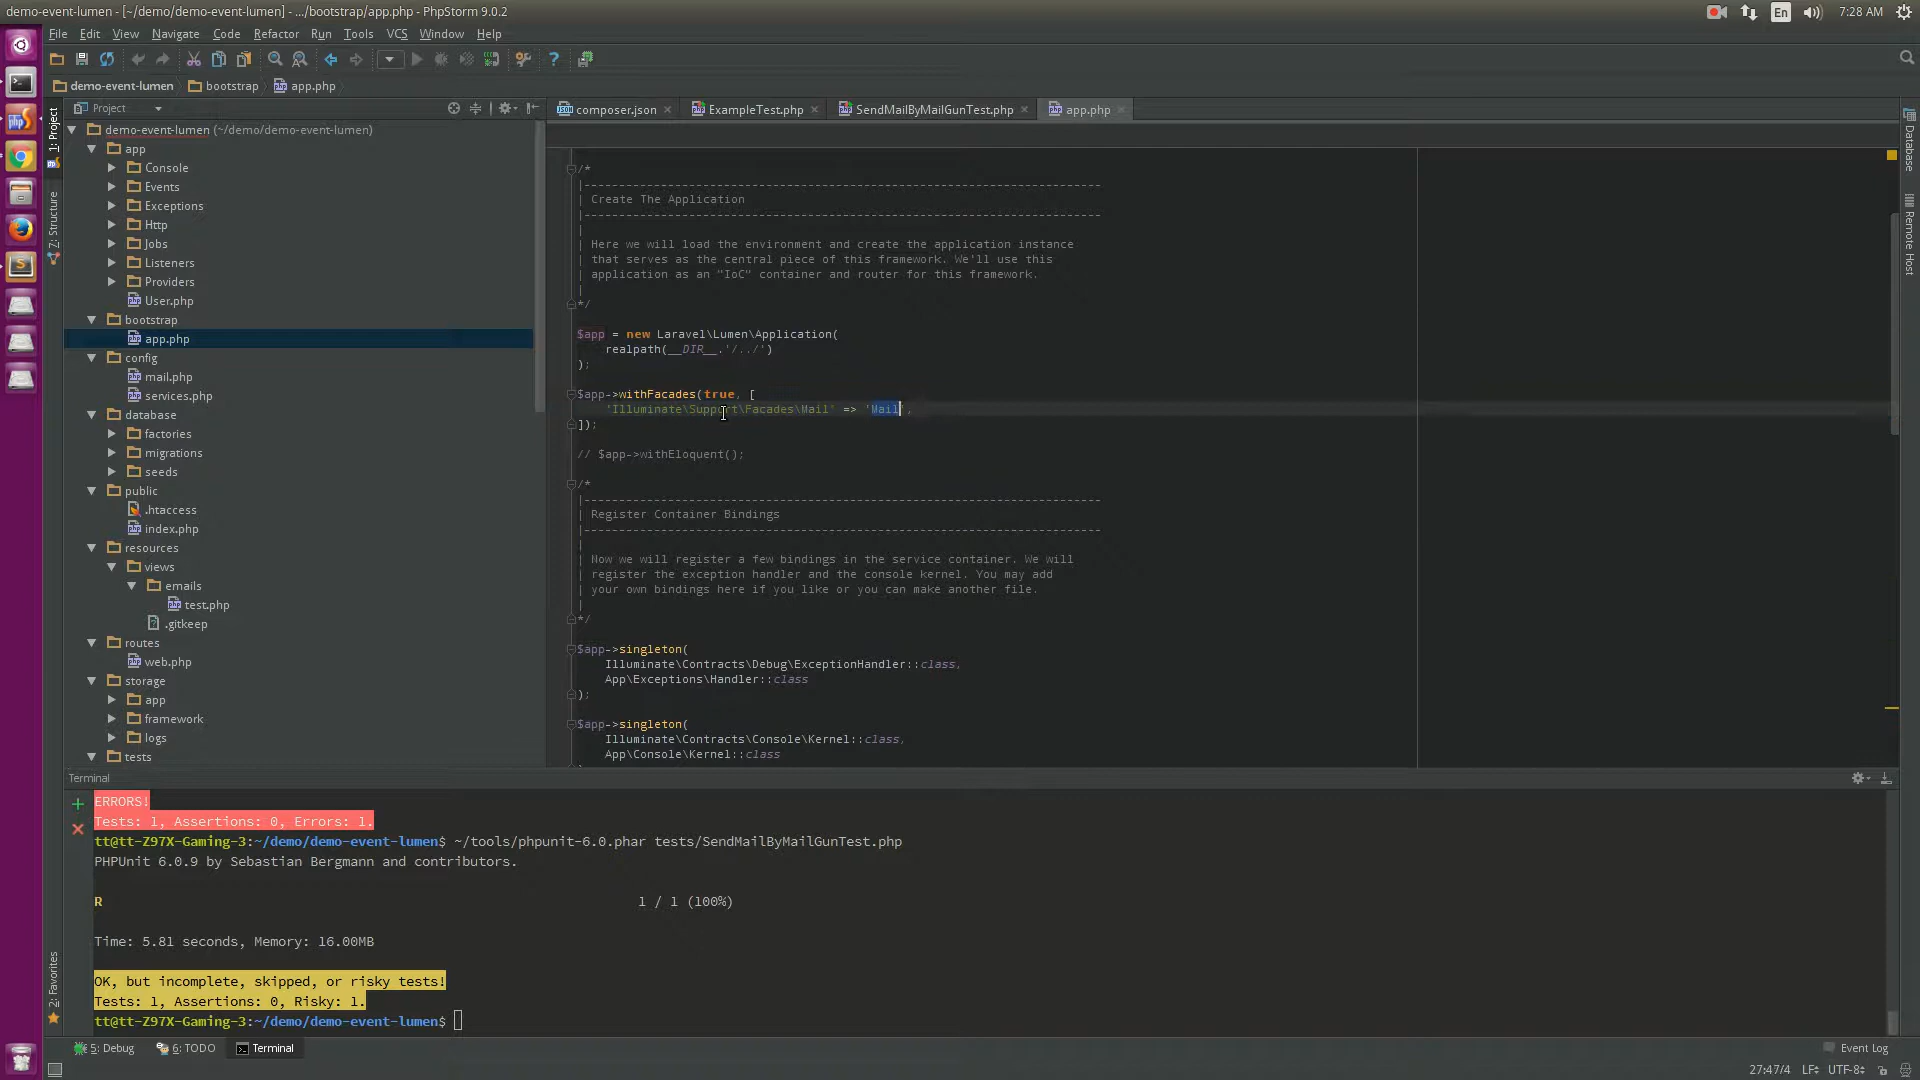 demo-event-lumen - [~/demo/demo-event-lumen] - .../bootstrap/app.php - PhpStorm 9.0.2
En
7:28 AM
File Edit View Navigate Code Refactor Run Tools VCS Window Help
demo-event-lumen bootstrap app.php
Project
composer.json ExampleTest.php SendMailByMailGunTest.php app.php
1: Project
Z: Structure
2: Favorites
demo-event-lumen (~/demo/demo-event-lumen)
app
Console
Events
Exceptions
Http
Jobs
Listeners
Providers
User.php
bootstrap
app.php
config
mail.php
services.php
database
factories
migrations
seeds
public
.htaccess
index.php
resources
views
emails
test.php
.gitkeep
routes
web.php
storage
app
framework
logs
tests
/*
|--------------------------------------------------------------------------
| Create The Application
|--------------------------------------------------------------------------
|
| Here we will load the environment and create the application instance
| that serves as the central piece of this framework. We'll use this
| application as an "IoC" container and router for this framework.
|
*/
$app = new Laravel\Lumen\Application(
realpath(__DIR__.'/../')
);
$app->withFacades(true, [
'Illuminate\Support\Facades\Mail' => 'Mail',
]);
// $app->withEloquent();
/*
|--------------------------------------------------------------------------
| Register Container Bindings
|--------------------------------------------------------------------------
|
| Now we will register a few bindings in the service container. We will
| register the exception handler and the console kernel. You may add
| your own bindings here if you like or you can make another file.
|
*/
$app->singleton(
Illuminate\Contracts\Debug\ExceptionHandler::class,
App\Exceptions\Handler::class
);
$app->singleton(
Illuminate\Contracts\Console\Kernel::class,
App\Console\Kernel::class
Database
Remote Host
Terminal
ERRORS!
Tests: 1, Assertions: 0, Errors: 1.
tt@tt-Z97X-Gaming-3:~/demo/demo-event-lumen$ ~/tools/phpunit-6.0.phar tests/SendMailByMailGunTest.php
PHPUnit 6.0.9 by Sebastian Bergmann and contributors.
R 1 / 1 (100%)
Time: 5.81 seconds, Memory: 16.00MB
OK, but incomplete, skipped, or risky tests!
Tests: 1, Assertions: 0, Risky: 1.
tt@tt-Z97X-Gaming-3:~/demo/demo-event-lumen$
5: Debug 6: TODO Terminal Event Log
27:47/4 LF UTF-8